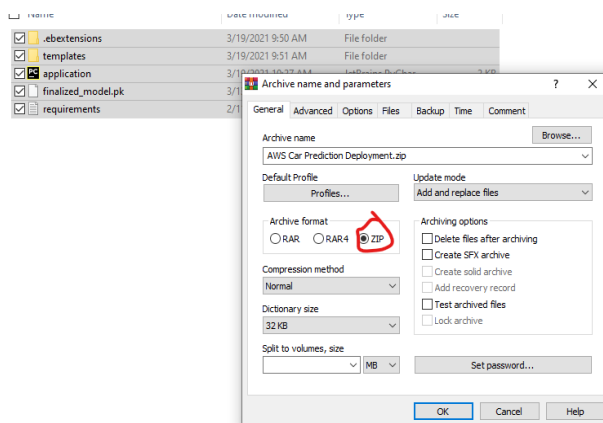 Name Date modified Type Size
.ebextensions 3/19/2021 9:50 AM File folder
templates 3/19/2021 9:51 AM File folder
application
finalized_model.pk
requirements
Archive name and parameters ? X
General Advanced Options Files Backup Time Comment
Archive name Browse...
AWS Car Prediction Deployment.zip
Default Profile Update mode
Profiles... Add and replace files
Archive format Archiving options
RAR RAR4 ZIP Delete files after archiving
Create SFX archive
Compression method Create solid archive
Normal Add recovery record
Dictionary size Test archived files
32 KB Lock archive
Split to volumes, size
MB Set password...
OK Cancel Help